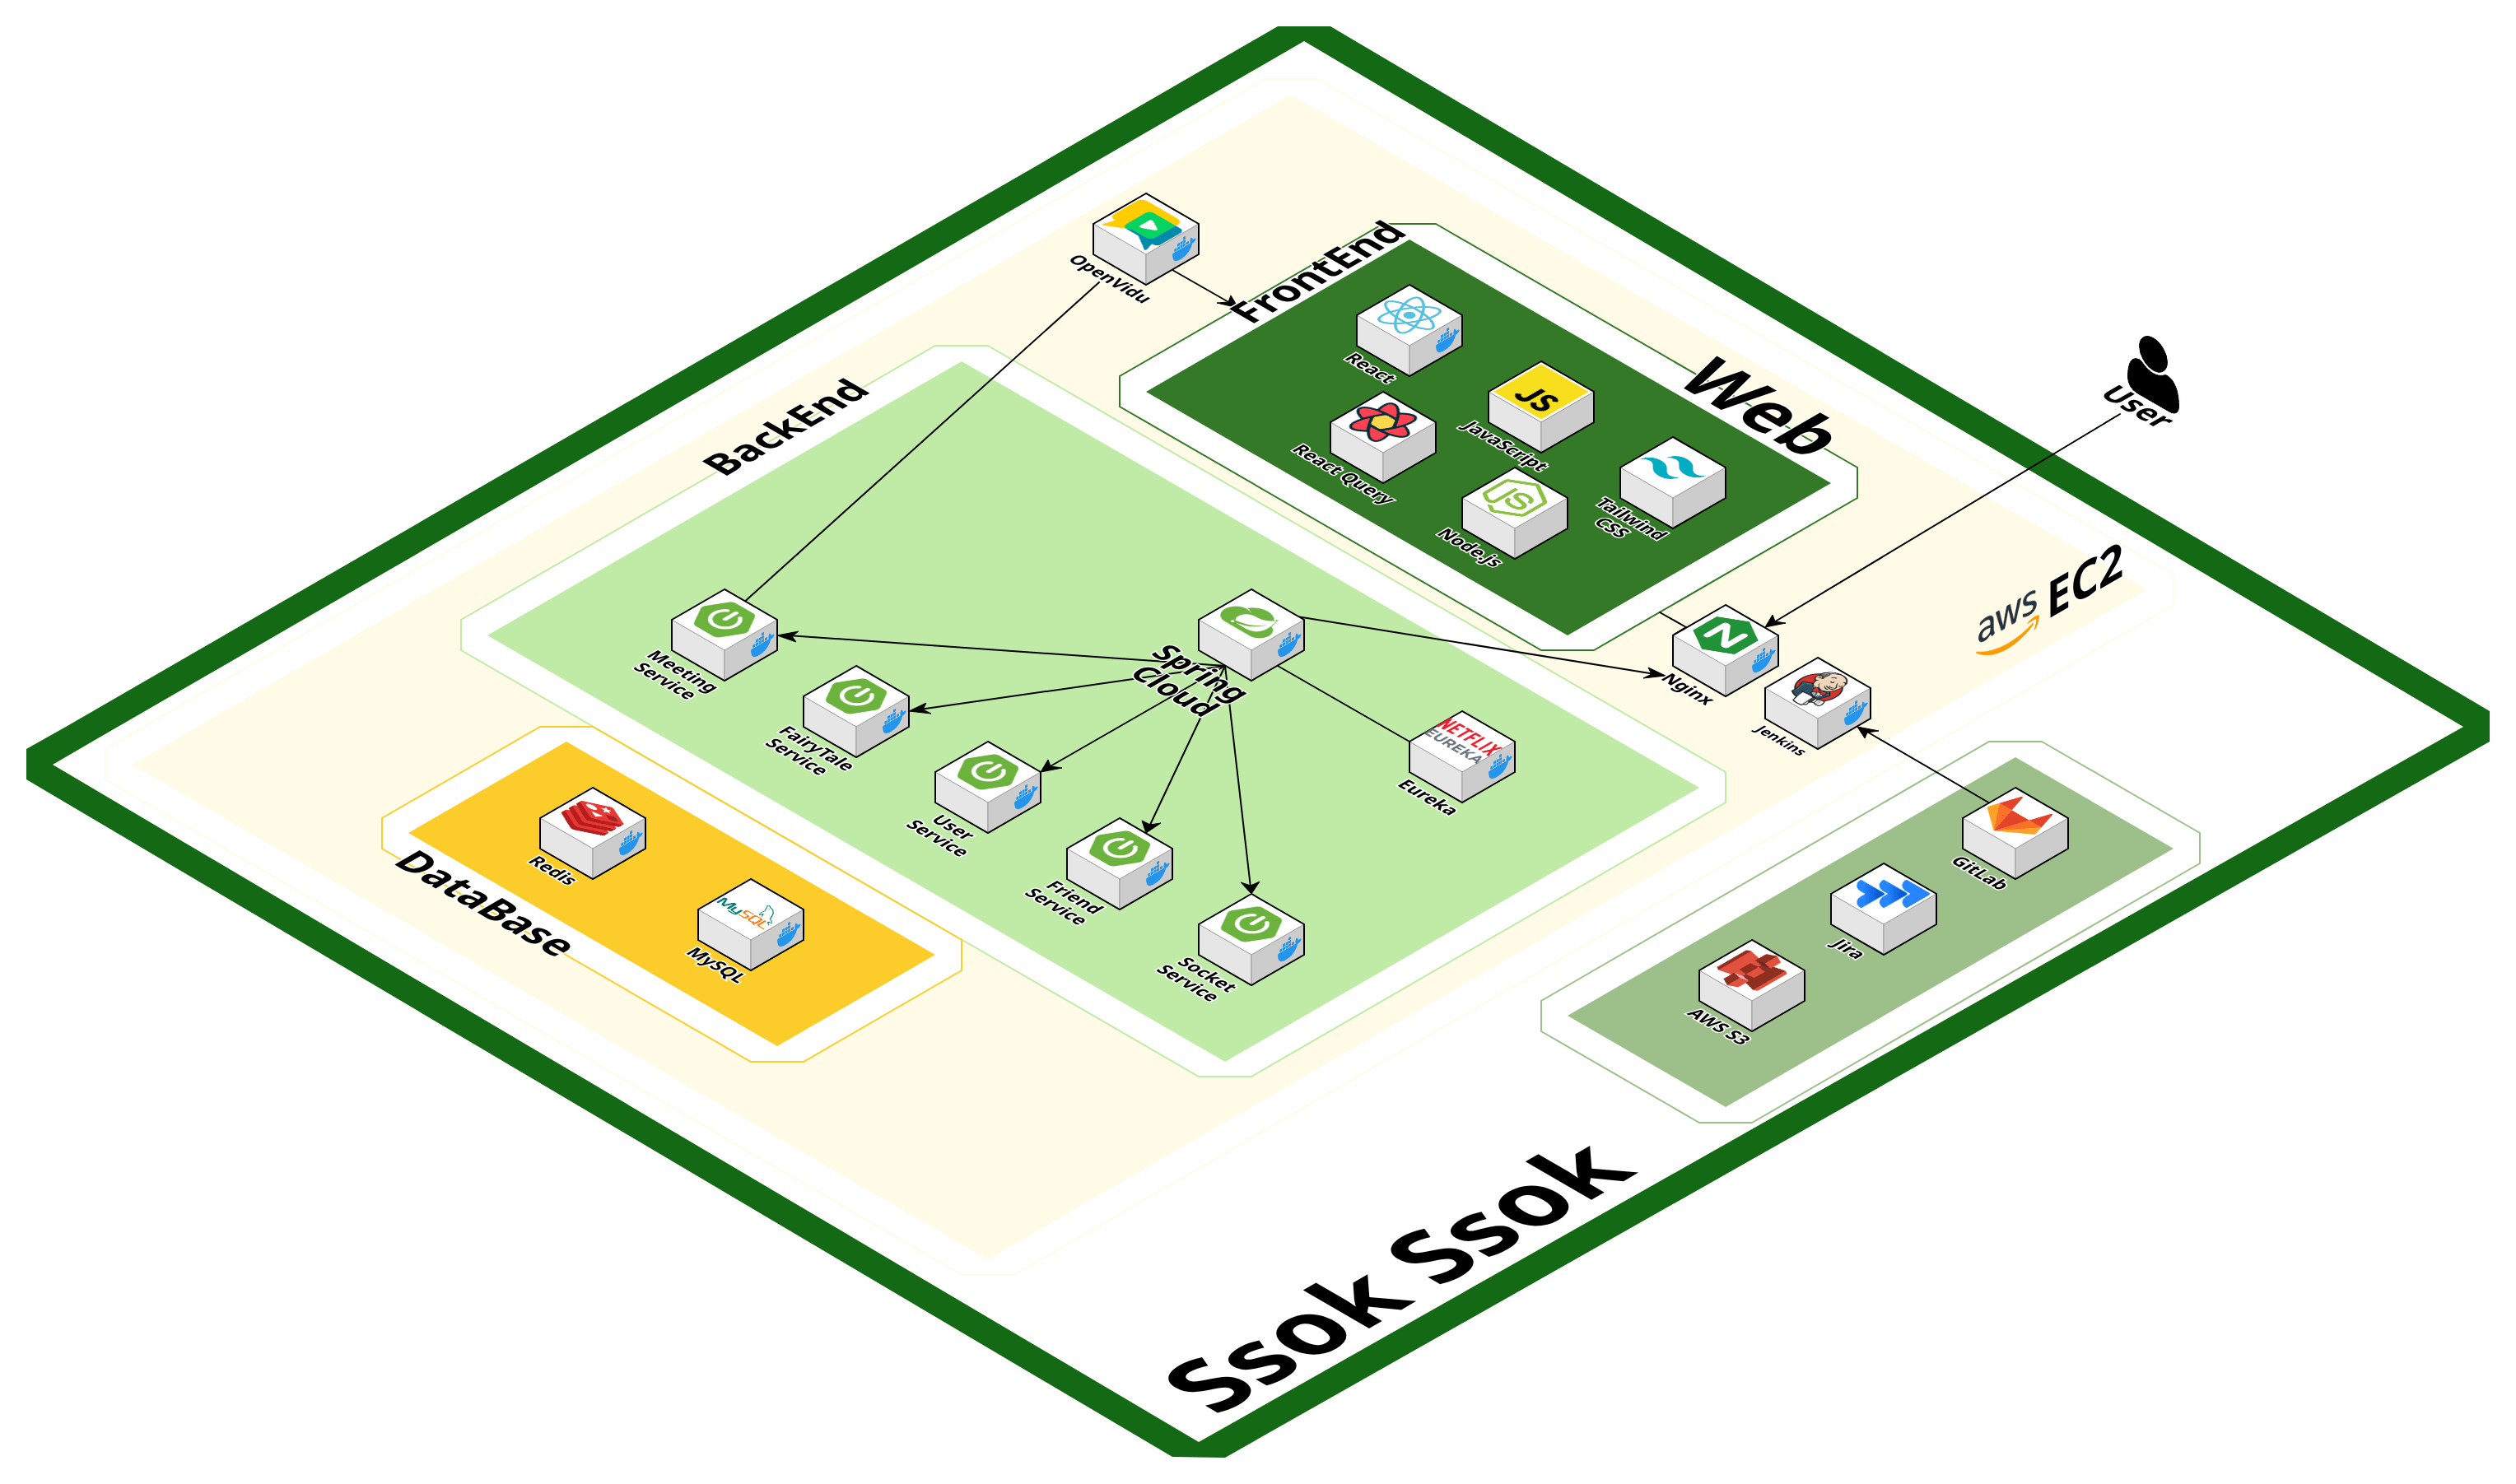 OpenVidu
FrontEnd
React
JS
JavaScript
React Query
JS
Node.js
Tailwind
CSS
Web
User
BackEnd
Meeting
Service
FairyTale
Service
User
Service
Friend
Service
Socket
Service
Spring
Cloud
NETFLIX
EUREKA
Eureka
N
Nginx
Jenkins
aws EC2
DataBase
Redis
MySQL
MySQL
GitLab
Jira
AWS S3
Ssok Ssok